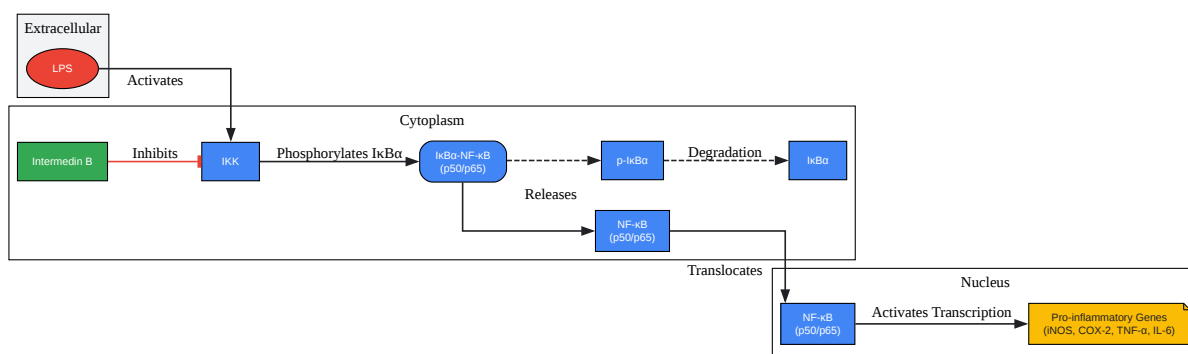 Extracellular
LPS
Activates
Cytoplasm
Intermedin B
Inhibits
IKK
Phosphorylates IκBα
IκBα-NF-κB
(p50/p65)
p-IκBα
Degradation
IκBα
Releases
NF-κB
(p50/p65)
Translocates
Nucleus
NF-κB
(p50/p65)
Activates Transcription
Pro-inflammatory Genes
(iNOS, COX-2, TNF-α, IL-6)